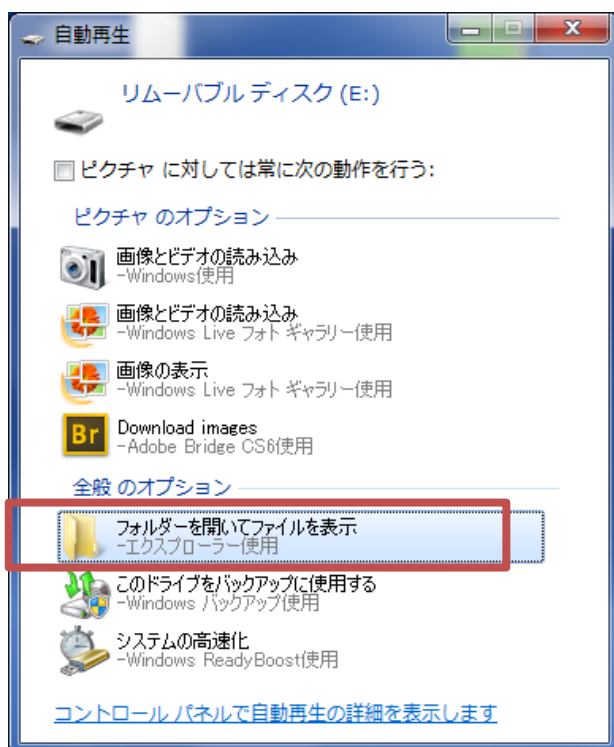 自動再生
リムーバブル ディスク (E:)
ピクチャ に対しては常に次の動作を行う:
ピクチャ のオプション
画像とビデオの読み込み
-Windows使用
画像とビデオの読み込み
-Windows Live フォト ギャラリー使用
画像の表示
-Windows Live フォト ギャラリー使用
Br
Download images
-Adobe Bridge CS6使用
全般 のオプション
フォルダーを開いてファイルを表示
-エクスプローラー使用
このドライブをバックアップに使用する
-Windows バックアップ使用
システムの高速化
-Windows ReadyBoost使用
コントロール パネルで自動再生の詳細を表示します